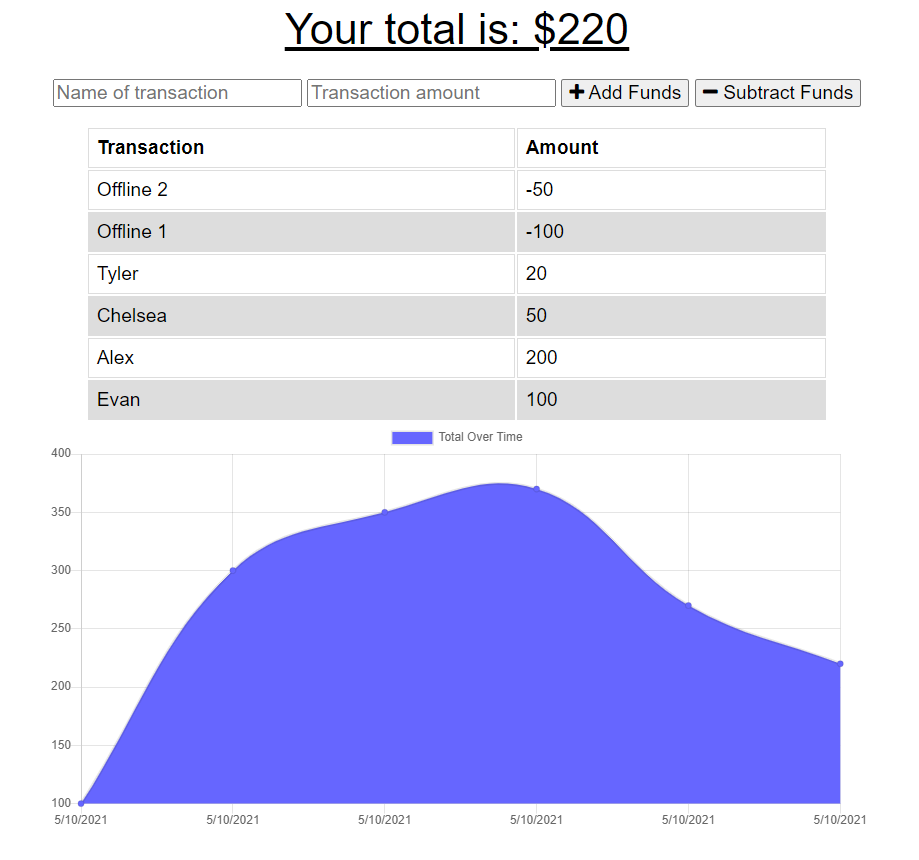 Your total is: $220
Name of transaction Transaction amount Add Funds Subtract Funds
Transaction Amount
Offline 2 -50
Offline 1 -100
Tyler 20
Chelsea 50
Alex 200
Evan 100
Total Over Time
400
350
300
250
200
150
100
5/10/2021 5/10/2021 5/10/2021 5/10/2021 5/10/2021 5/10/2021